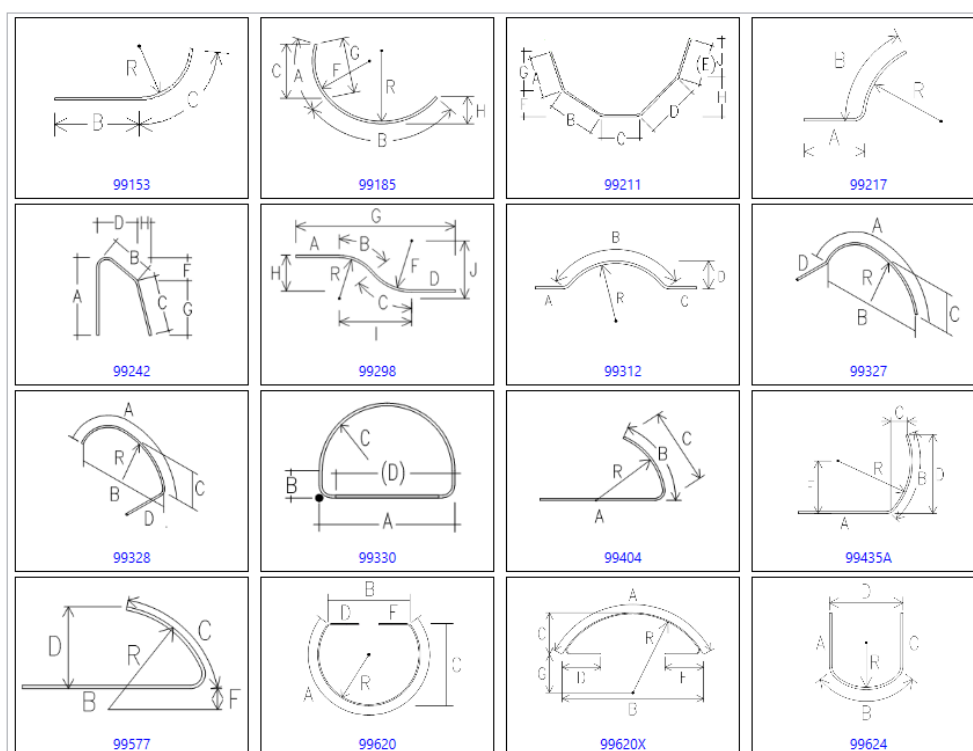 R
B
C
99153
G
C
A
F
R
H
B
99185
G
A
F
B
C
D
(E)
J
H
99211
B
R
A
99217
D
H
B
F
A
C
G
99242
G
A
B
H
R
F
D
J
C
I
99298
B
D
A
R
C
99312
A
D
R
C
B
99327
A
R
B
C
D
99328
C
B
(D)
A
99330
C
B
R
A
99404
C
R
B
D
F
A
99435A
C
D
R
B
F
99577
B
D
F
C
A
R
99620
A
C
R
G
D
F
B
99620X
D
A
C
R
B
99624